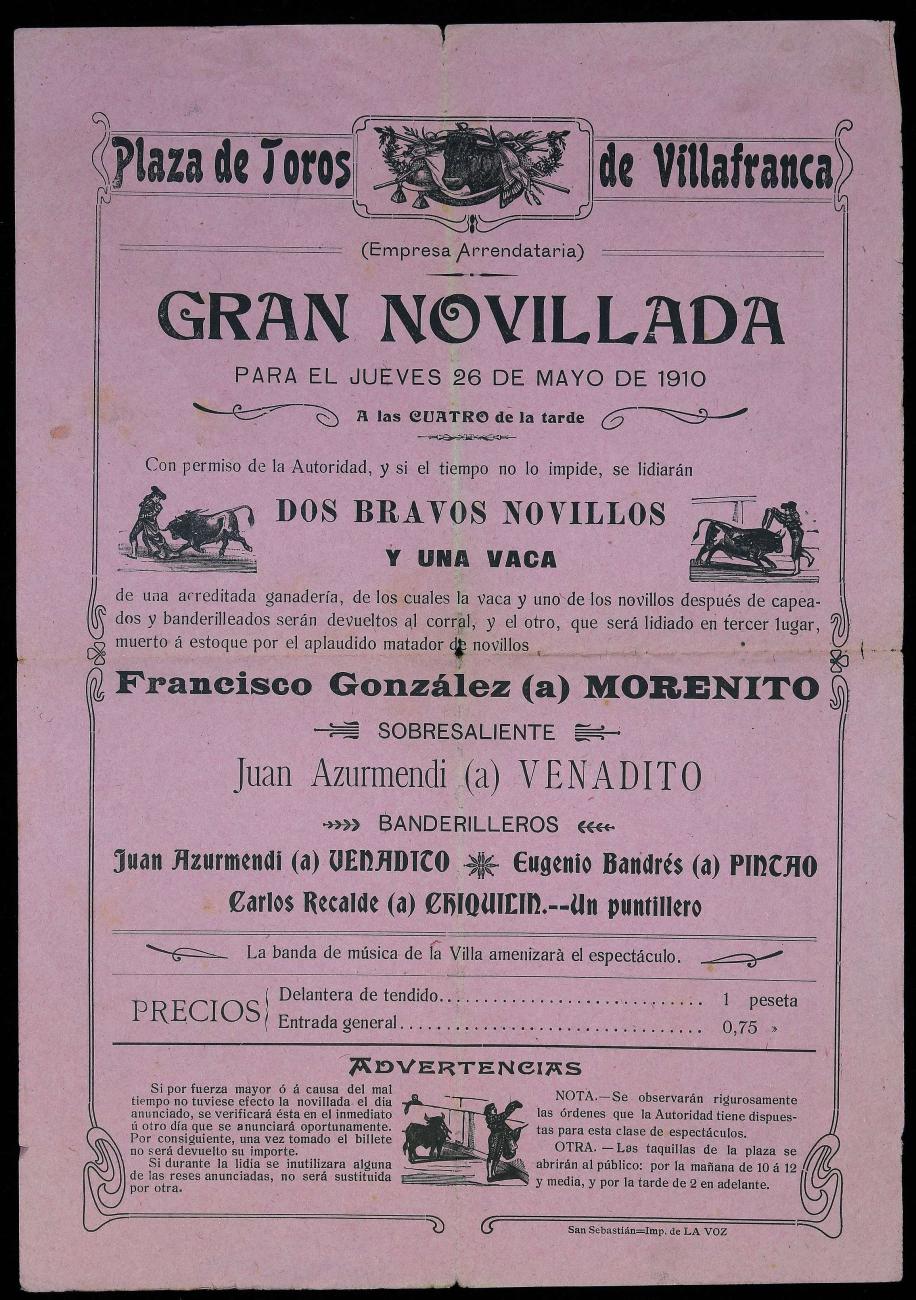 Plaza de Toros de Villafranca
(Empresa Arrendataria)
GRAN NOVILLADA
PARA EL JUEVES 26 DE MAYO DE 1910
A las CUATRO de la tarde
Con permiso de la Autoridad, y si el tiempo no lo impide, se lidiarán
DOS BRAVOS NOVILLOS
Y UNA VACA
de una acreditada ganadería, de los cuales la vaca y uno de los novillos después de capea-
dos y banderilleados serán devueltos al corral, y el otro, que será lidiado en tercer lugar,
muerto á estoque por el aplaudido matador de novillos
Francisco González (a) MORENITO
SOBRESALIENTE
Juan Azurmendi (a) VENADITO
BANDERILLEROS
Juan Azurmendi (a) VENADITO Eugenio Bandrés (a) PINTAO
Carlos Recalde (a) CHIQUILIN.--Un puntillero
La banda de música de la Villa amenizarà el espectáculo.
PRECIOS
Delantera de tendido........................... 1 peseta
Entrada general................................ 0,75 »
ADVERTENCIAS
Si por fuerza mayor ó á causa del mal
tiempo no tuviese efecto la novillada el día
anunciado, se verificará ésta en el inmediato
ú otro día que se anunciará oportunamente.
Por consiguiente, una vez tomado el billete
no será devuelto su importe.
Si durante la lidia se inutilizara alguna
de las reses anunciadas, no será sustituida
por otra.
NOTA.—Se observarán rigurosamente
las órdenes que la Autoridad tiene dispues-
tas para esta clase de espectáculos.
OTRA.—Las taquillas de la plaza se
abrirán al público: por la mañana de 10 á 12
y media, y por la tarde de 2 en adelante.
San Sebastián=Imp. de LA VOZ